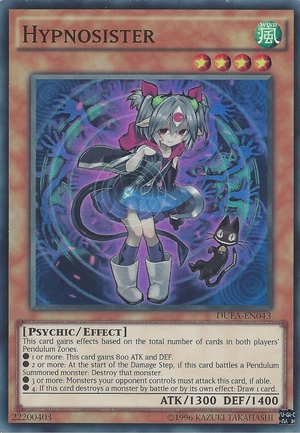 HYPNOSISTER
WIND
風
DUEA-EN043
[PSYCHIC/EFFECT]
This card gains effects based on the total number of cards in both players'
Pendulum Zones.
● 1 or more: This card gains 800 ATK and DEF.
● 2 or more: At the start of the Damage Step, if this card battles a Pendulum
Summoned monster: Destroy that monster.
● 3 or more: Monsters your opponent controls must attack this card, if able.
● 4: If this card destroys a monster by battle or by its own effect: Draw 1 card.
ATK/1300 DEF/1400
22200403
©1996 KAZUKI TAKAHASHI